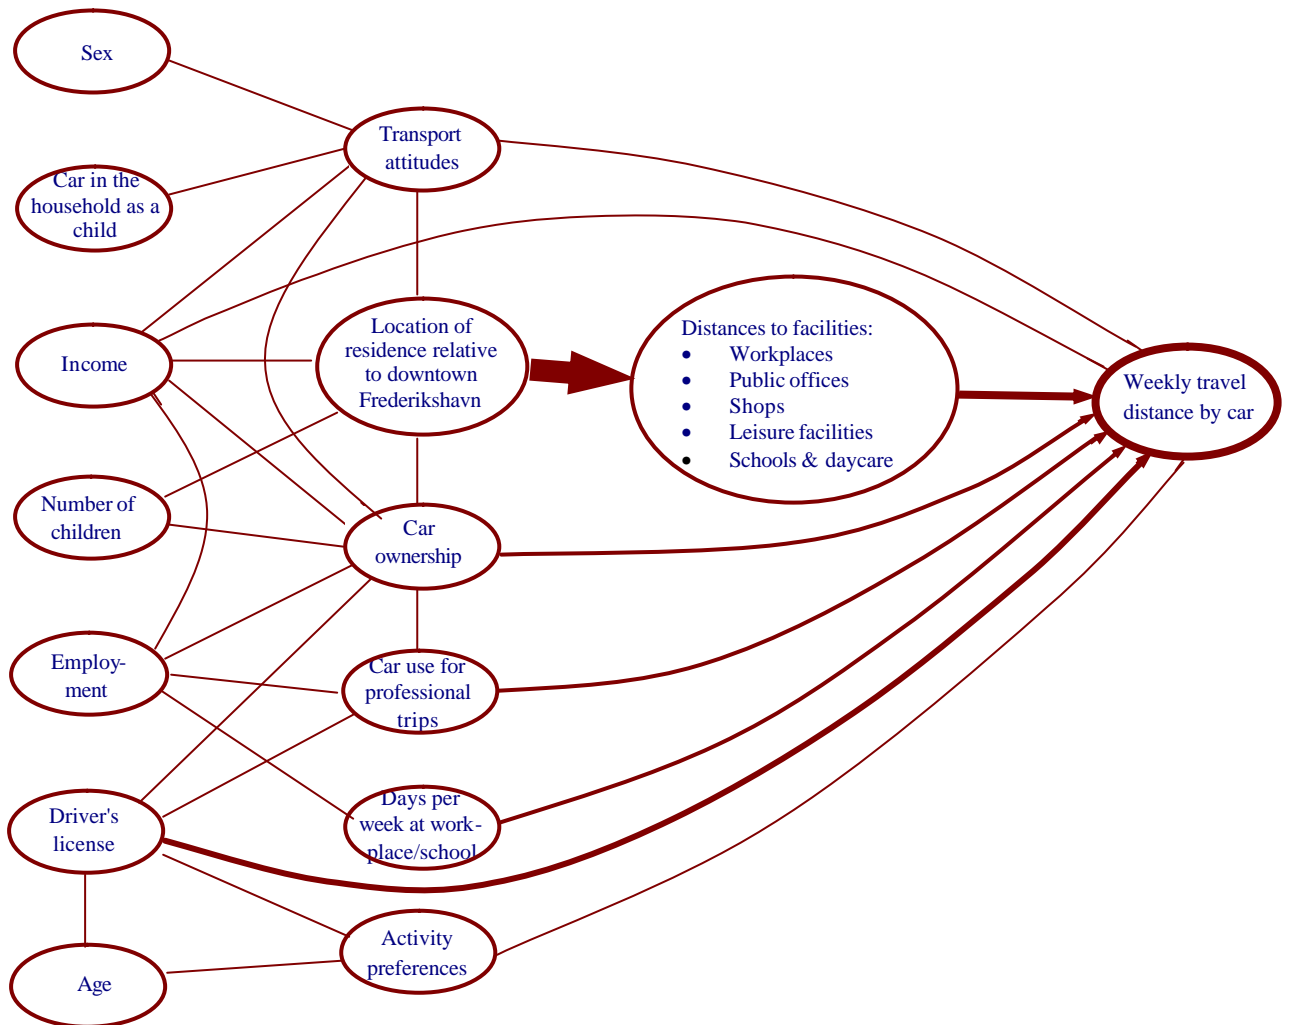 Sex
Transport
attitudes
Car in the
household as a
child
Location of
residence relative
to downtown
Frederikshavn
Income
Distances to facilities:
• Workplaces
• Public offices
• Shops
• Leisure facilities
• Schools & daycare
Weekly travel
distance by car
Number of
children
Car
ownership
Employ-
ment
Car use for
professional
trips
Driver's
license
Days per
week at work-
place/school
Activity
preferences
Age